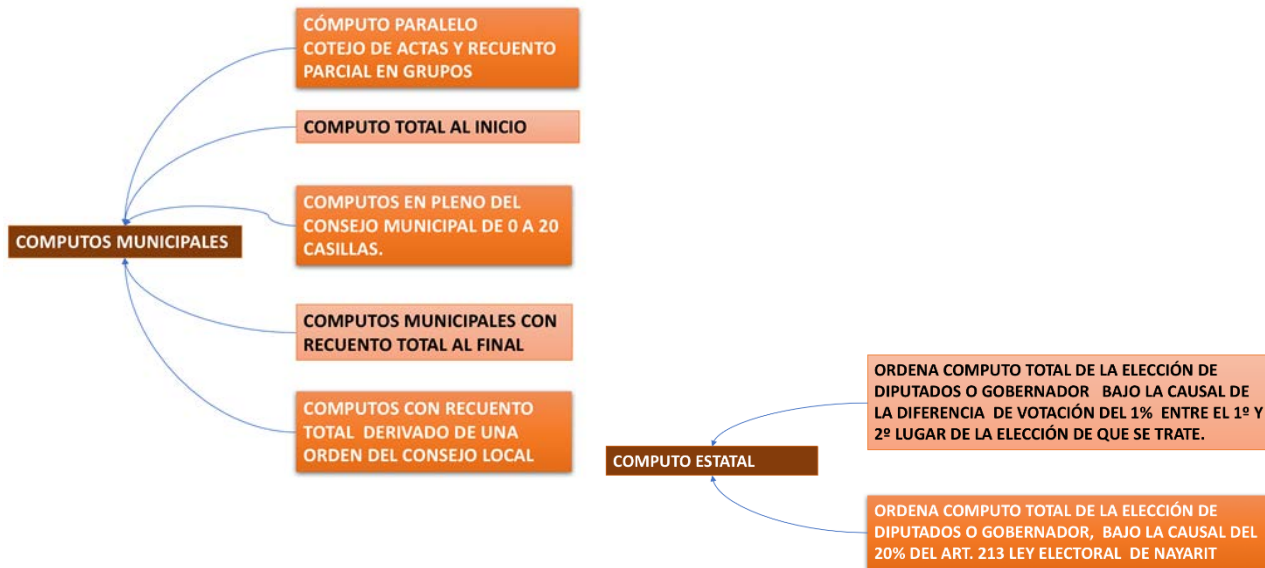 CÓMPUTO PARALELO
COTEJO DE ACTAS Y RECUENTO
PARCIAL EN GRUPOS
COMPUTO TOTAL AL INICIO
COMPUTOS EN PLENO DEL
CONSEJO MUNICIPAL DE 0 A 20
CASILLAS.
COMPUTOS MUNICIPALES
COMPUTOS MUNICIPALES CON
RECUENTO TOTAL AL FINAL
COMPUTOS CON RECUENTO
TOTAL DERIVADO DE UNA
ORDEN DEL CONSEJO LOCAL
ORDENA COMPUTO TOTAL DE LA ELECCIÓN DE
DIPUTADOS O GOBERNADOR BAJO LA CAUSAL DE
LA DIFERENCIA DE VOTACIÓN DEL 1% ENTRE EL 1º Y
2º LUGAR DE LA ELECCIÓN DE QUE SE TRATE.
COMPUTO ESTATAL
ORDENA COMPUTO TOTAL DE LA ELECCIÓN DE
DIPUTADOS O GOBERNADOR, BAJO LA CAUSAL DEL
20% DEL ART. 213 LEY ELECTORAL DE NAYARIT